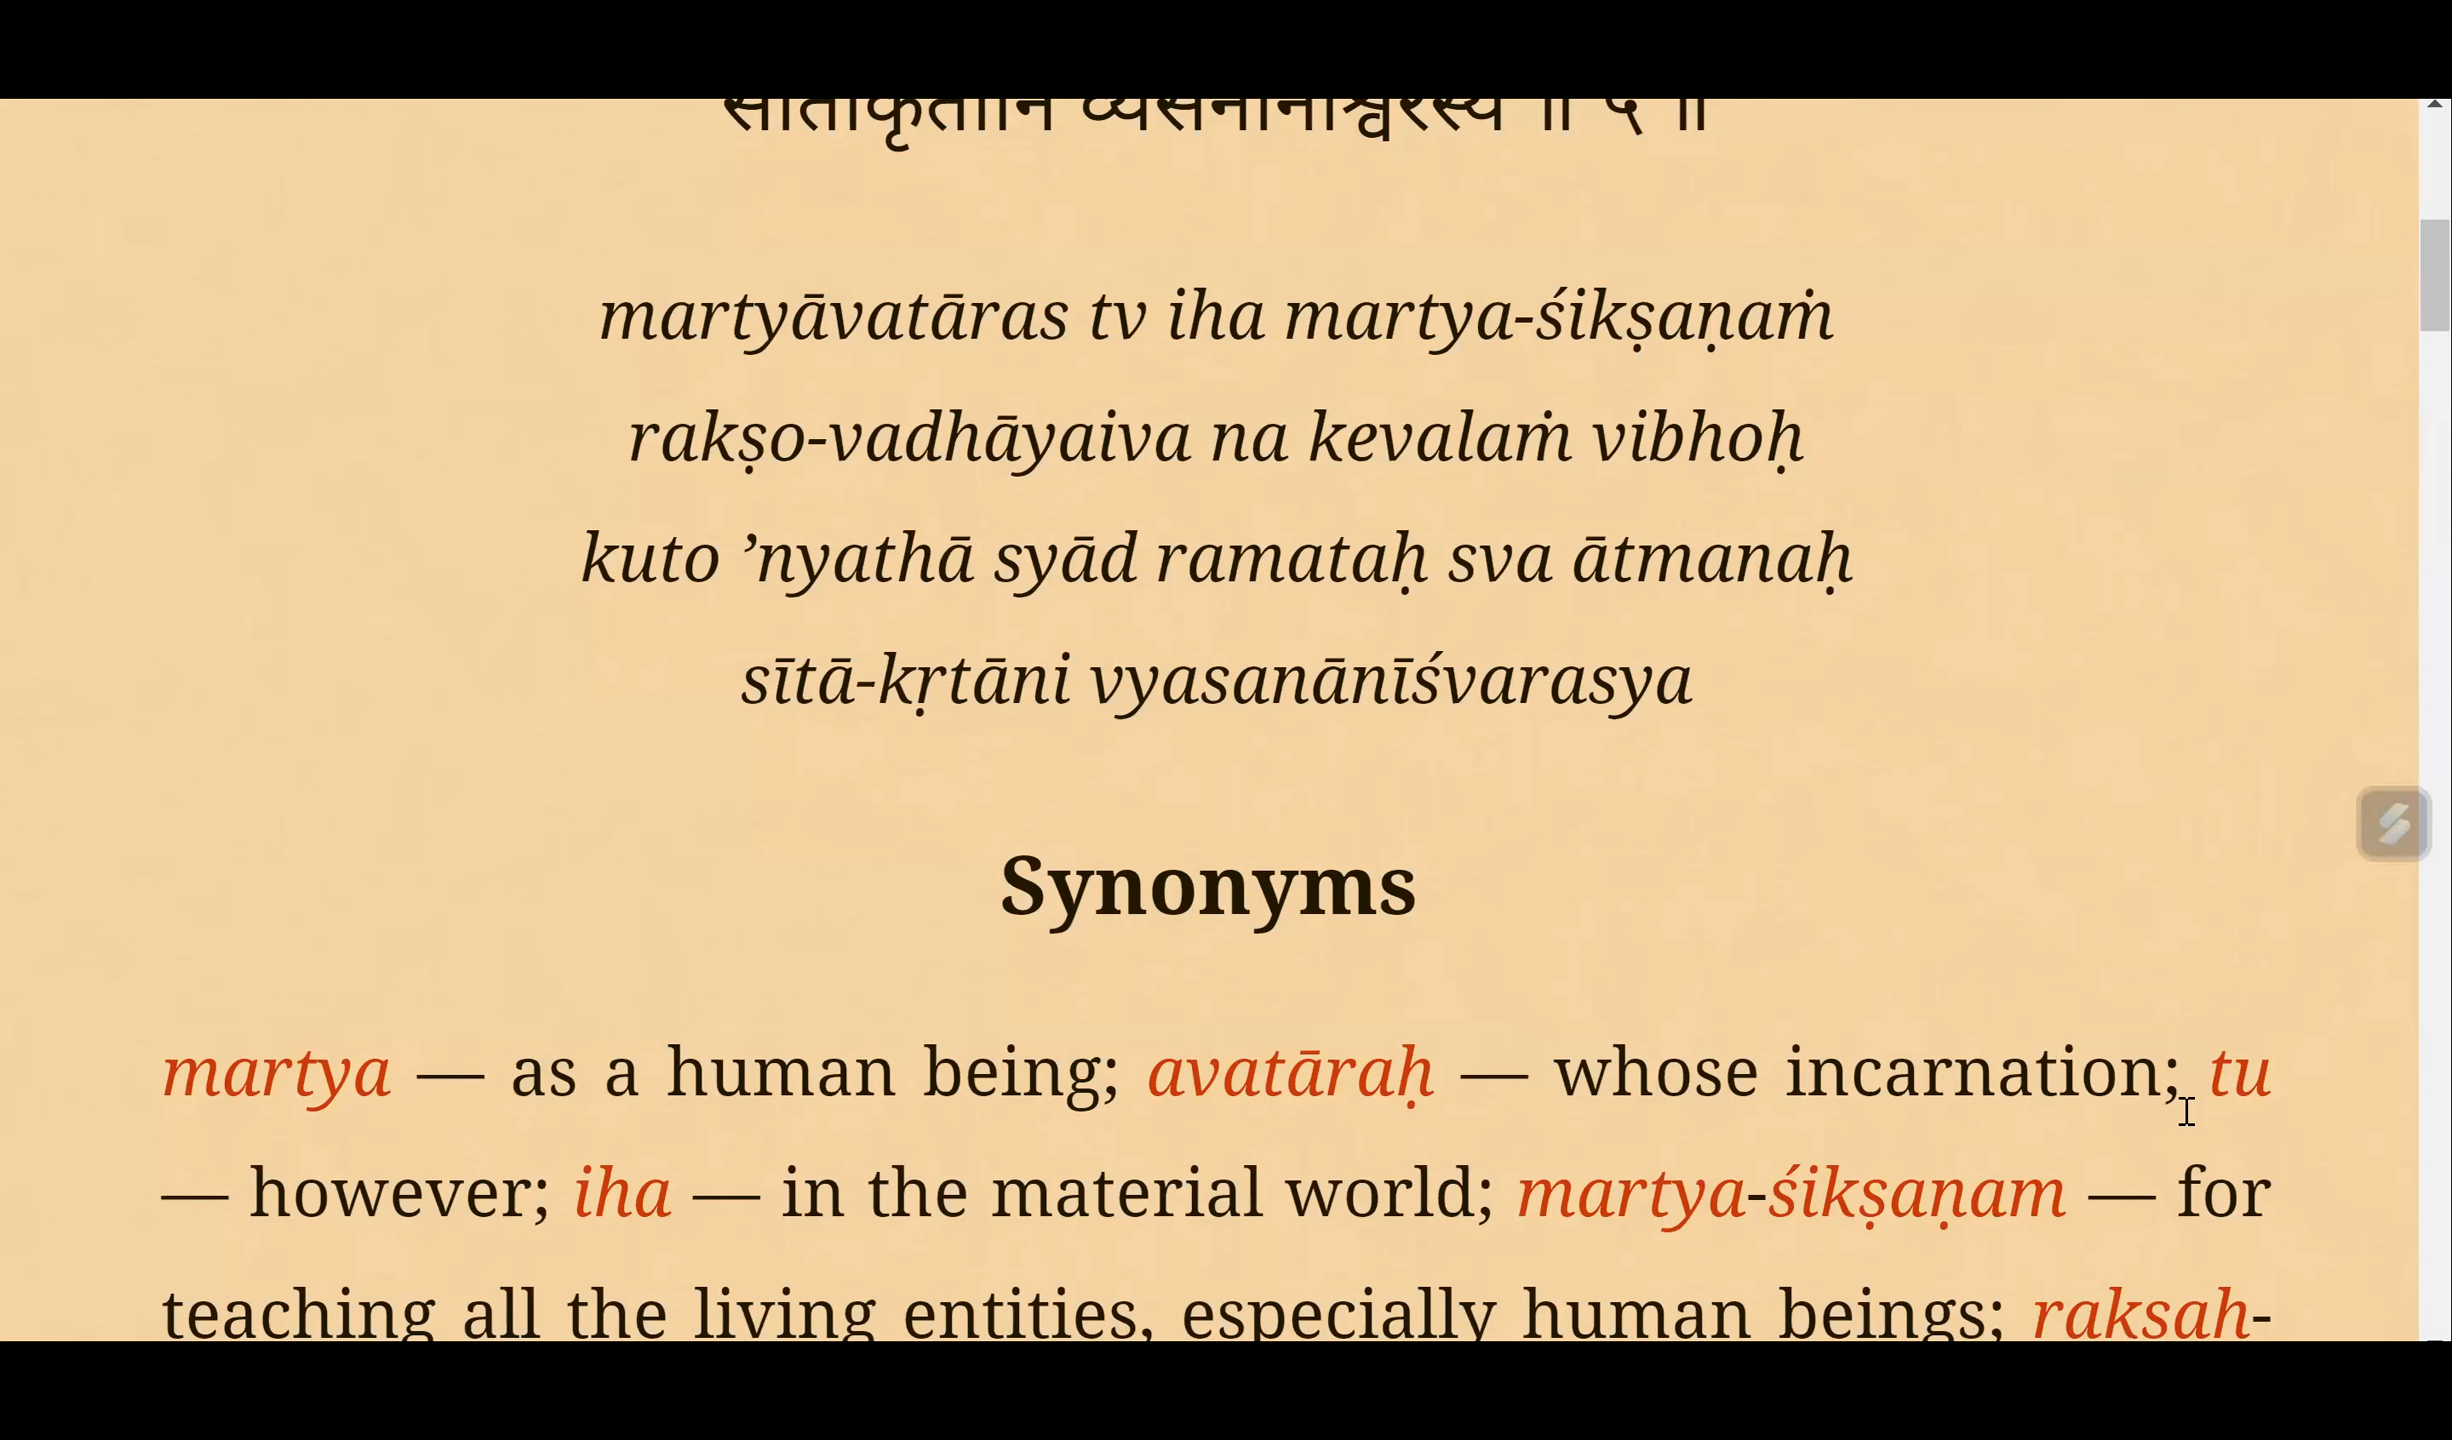 सीताकृतानि व्यसनानीश्वरस्य ॥ ५ ॥
martyāvatāras tv iha martya-śikṣaṇaṁ
rakṣo-vadhāyaiva na kevalaṁ vibhoḥ
kuto ’nyathā syād ramataḥ sva ātmanaḥ
sītā-kṛtāni vyasanānīśvarasya
Synonyms
martya — as a human being; avatāraḥ — whose incarnation; tu
— however; iha — in the material world; martya-śikṣaṇam — for
teaching all the living entities, especially human beings; rakṣaḥ-